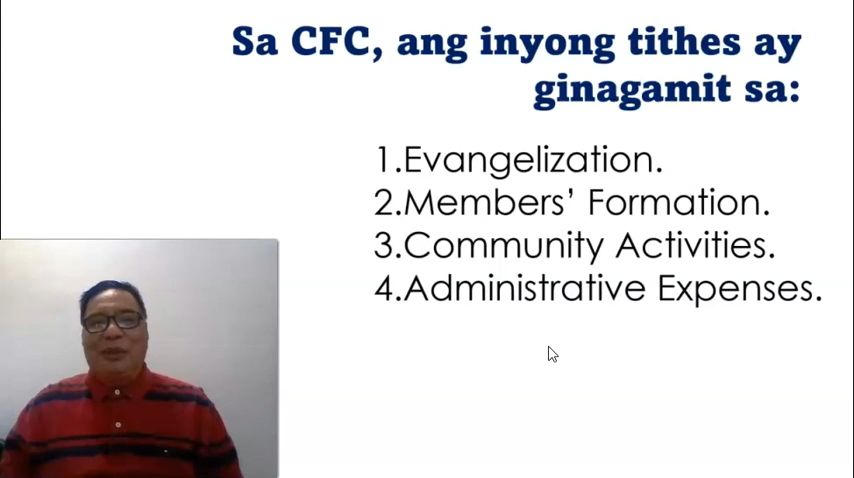 Sa CFC, ang inyong tithes ay
ginagamit sa:
1.Evangelization.
2.Members’ Formation.
3.Community Activities.
4.Administrative Expenses.